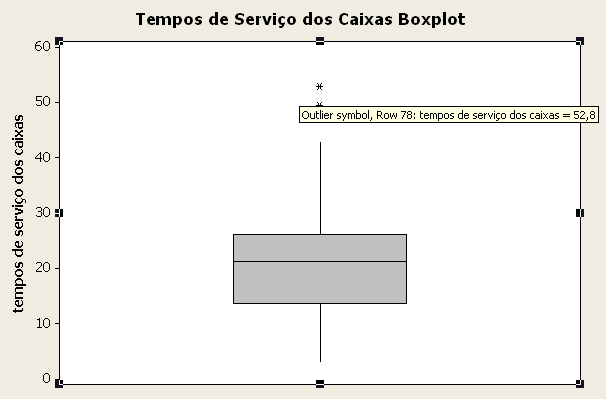 Tempos de Serviço dos Caixas Boxplot
60
50
40
30
20
10
0
tempos de serviço dos caixas
Outlier symbol, Row 78: tempos de serviço dos caixas = 52,8